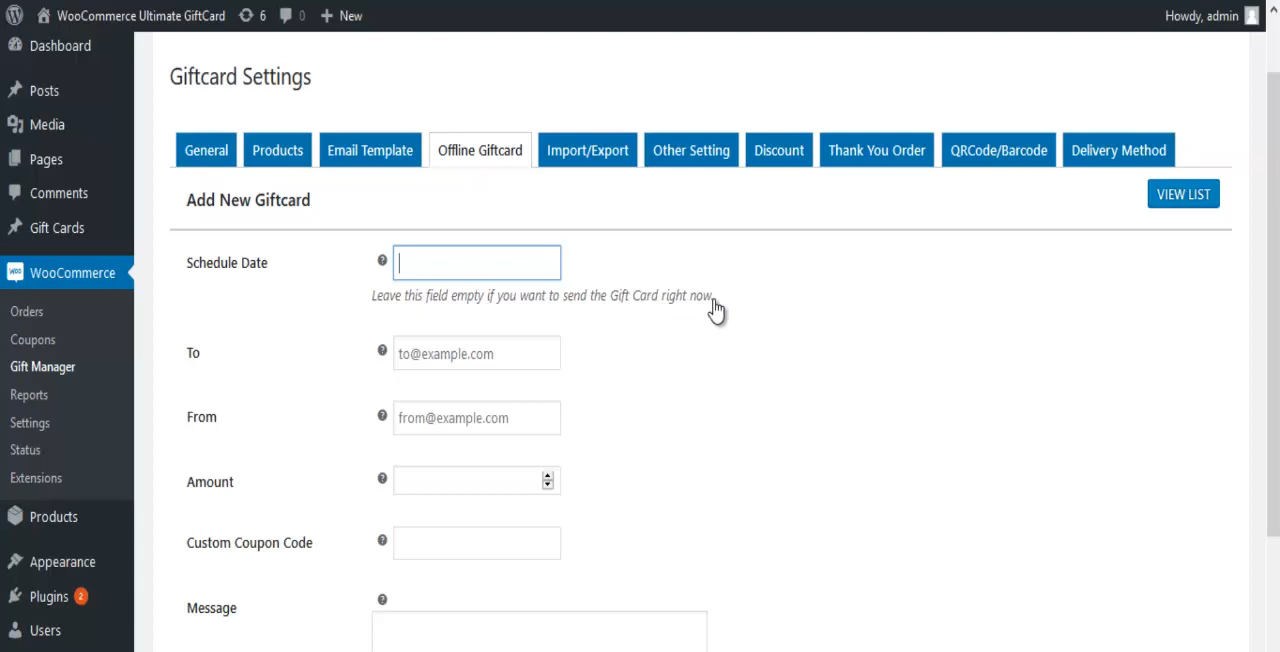 WooCommerce Ultimate GiftCard 6 0 + New Howdy, admin
Dashboard
Posts
Media
Pages
Comments
Gift Cards
WooCommerce
Orders
Coupons
Gift Manager
Reports
Settings
Status
Extensions
Products
Appearance
Plugins 2
Users
Giftcard Settings
General Products Email Template Offline Giftcard Import/Export Other Setting Discount Thank You Order QRCode/Barcode Delivery Method
Add New Giftcard VIEW LIST
Schedule Date
Leave this field empty if you want to send the Gift Card right now.
To to@example.com
From from@example.com
Amount
Custom Coupon Code
Message